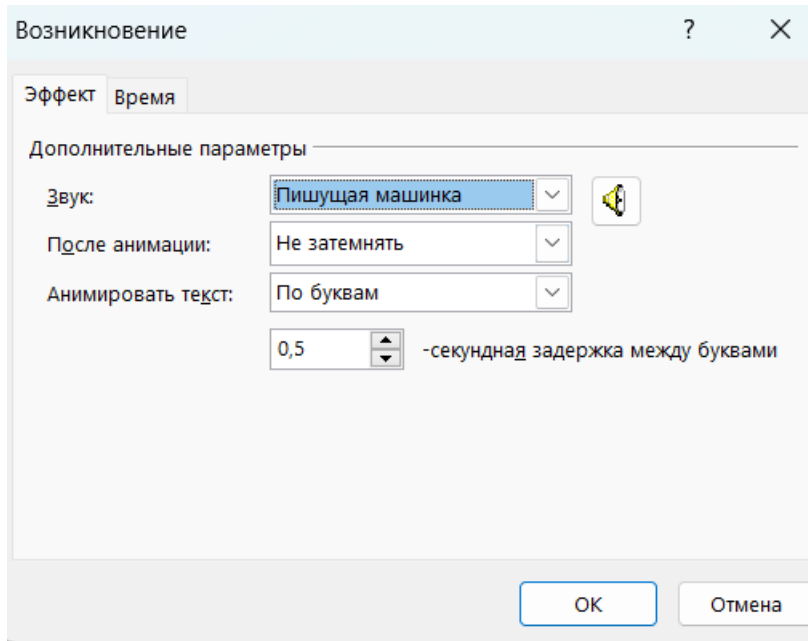 Возникновение ?
Эффект Время
Дополнительные параметры
Звук: Пишущая машинка
После анимации: Не затемнять
Анимировать текст: По буквам
0,5 -секундная задержка между буквами
ОК Отмена